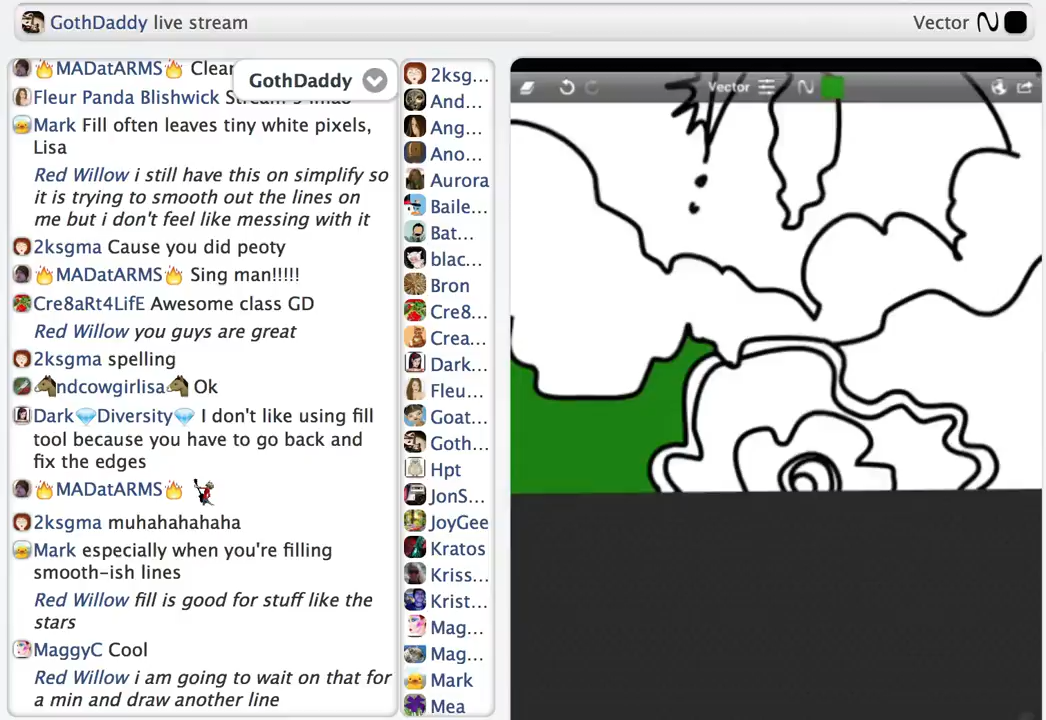 GothDaddy live stream
Vector
MADatARMS Clear
GothDaddy
Fleur Panda Blishwick
Mark Fill often leaves tiny white pixels,
Lisa
Red Willow i still have this on simplify so
it is trying to smooth out the lines on
me but i don't feel like messing with it
2ksgma Cause you did peoty
MADatARMS Sing man!!!!!
Cre8aRt4LifE Awesome class GD
Red Willow you guys are great
2ksgma spelling
ndcowgirlisa Ok
Dark💎Diversity💎 I don't like using fill
tool because you have to go back and
fix the edges
MADatARMS
2ksgma muhahahahaha
Mark especially when you're filling
smooth-ish lines
Red Willow fill is good for stuff like the
stars
MaggyC Cool
Red Willow i am going to wait on that for
a min and draw another line
2ksg...
And...
Ang...
Ano...
Aurora
Baile...
Bat...
blac...
Bron
Cre8...
Crea...
Dark...
Fleu...
Goat...
Goth...
Hpt
JonS...
JoyGee
Kratos
Kriss...
Krist...
Mag...
Mag...
Mark
Mea
Vector